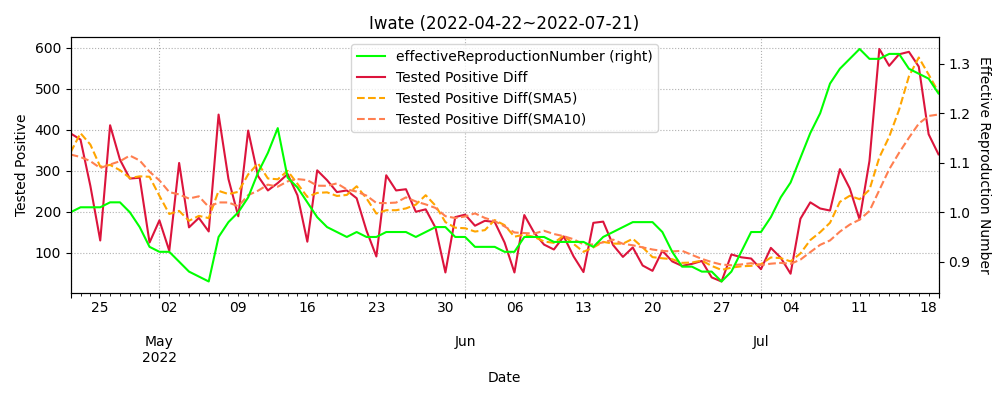 Iwate (2022-04-22~2022-07-21)
effectiveReproductionNumber (right)
Tested Positive Diff
Tested Positive Diff(SMA5)
Tested Positive Diff(SMA10)
Tested Positive
600
500
400
300
200
100
1.3
1.2
1.1
1.0
0.9
Effective Reproduction Number
25 02 09 16 23 30 06 13 20 27 04 11 18
May Jun Jul
2022
Date